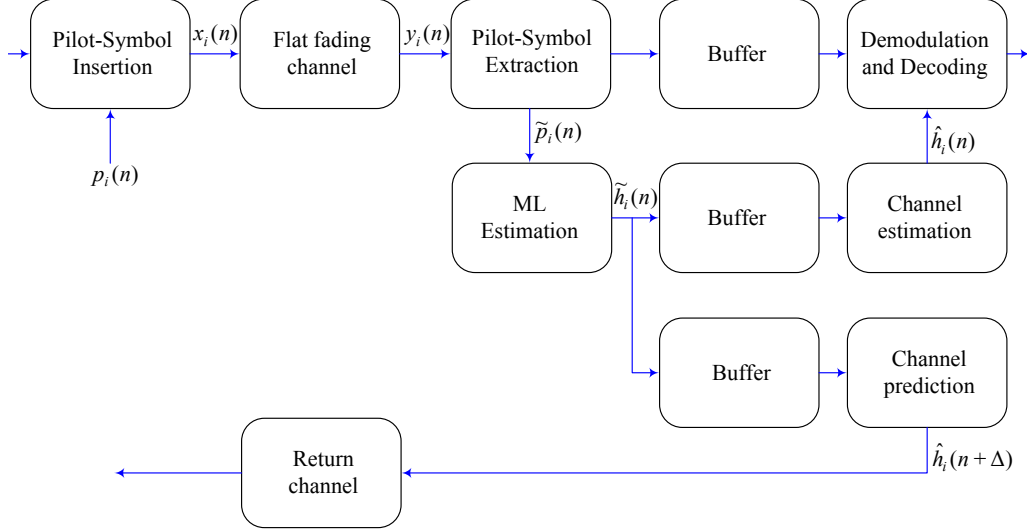 Pilot-Symbol
Insertion
x_i(n)
Flat fading
channel
y_i(n)
Pilot-Symbol
Extraction
Buffer
Demodulation
and Decoding
p_i(n)
p̃_i(n)
ĥ_i(n)
ML
Estimation
h̃_i(n)
Buffer
Channel
estimation
Buffer
Channel
prediction
Return
channel
ĥ_i(n + Δ)